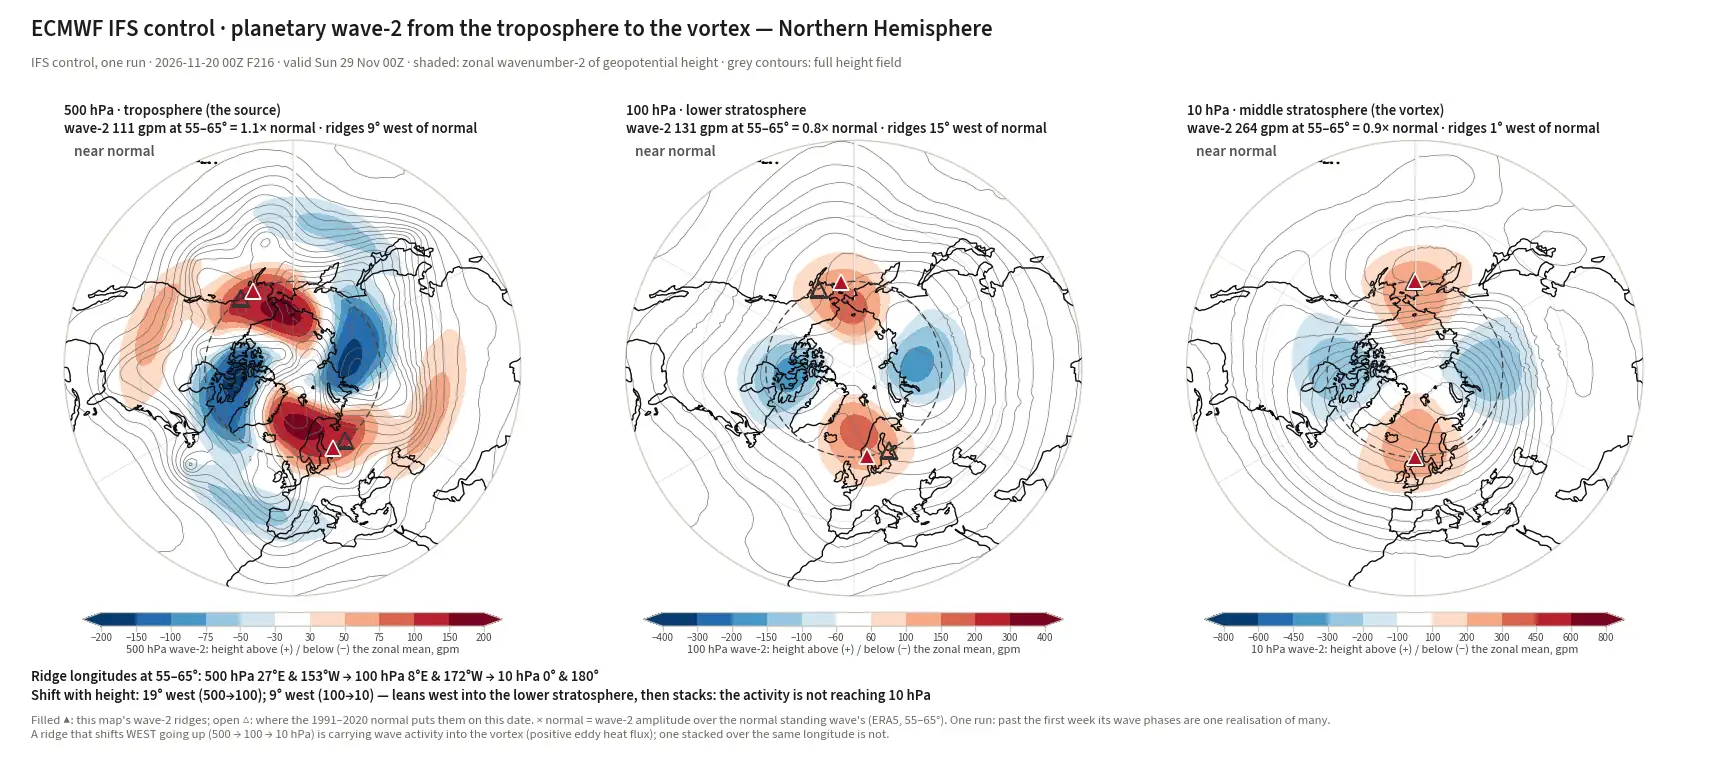 ECMWF IFS control · planetary wave-2 from the troposphere to the vortex — Northern Hemisphere
IFS control, one run · 2026-11-20 00Z F216 · valid Sun 29 Nov 00Z · shaded: zonal wavenumber-2 of geopotential height · grey contours: full height field
500 hPa · troposphere (the source)
wave-2 111 gpm at 55–65° = 1.1× normal · ridges 9° west of normal
near normal
100 hPa · lower stratosphere
wave-2 131 gpm at 55–65° = 0.8× normal · ridges 15° west of normal
near normal
10 hPa · middle stratosphere (the vortex)
wave-2 264 gpm at 55–65° = 0.9× normal · ridges 1° west of normal
near normal
−200 −150 −100 −75 −50 −30 30 50 75 100 150 200
500 hPa wave-2: height above (+) / below (−) the zonal mean, gpm
−400 −300 −200 −150 −100 −60 60 100 150 200 300 400
100 hPa wave-2: height above (+) / below (−) the zonal mean, gpm
−800 −600 −450 −300 −200 −100 100 200 300 450 600 800
10 hPa wave-2: height above (+) / below (−) the zonal mean, gpm
Ridge longitudes at 55–65°: 500 hPa 27°E & 153°W → 100 hPa 8°E & 172°W → 10 hPa 0° & 180°
Shift with height: 19° west (500→100); 9° west (100→10) — leans west into the lower stratosphere, then stacks: the activity is not reaching 10 hPa
Filled ▲: this map's wave-2 ridges; open △: where the 1991–2020 normal puts them on this date. × normal = wave-2 amplitude over the normal standing wave's (ERA5, 55–65°). One run: past the first week its wave phases are one realisation of many.
A ridge that shifts WEST going up (500 → 100 → 10 hPa) is carrying wave activity into the vortex (positive eddy heat flux); one stacked over the same longitude is not.